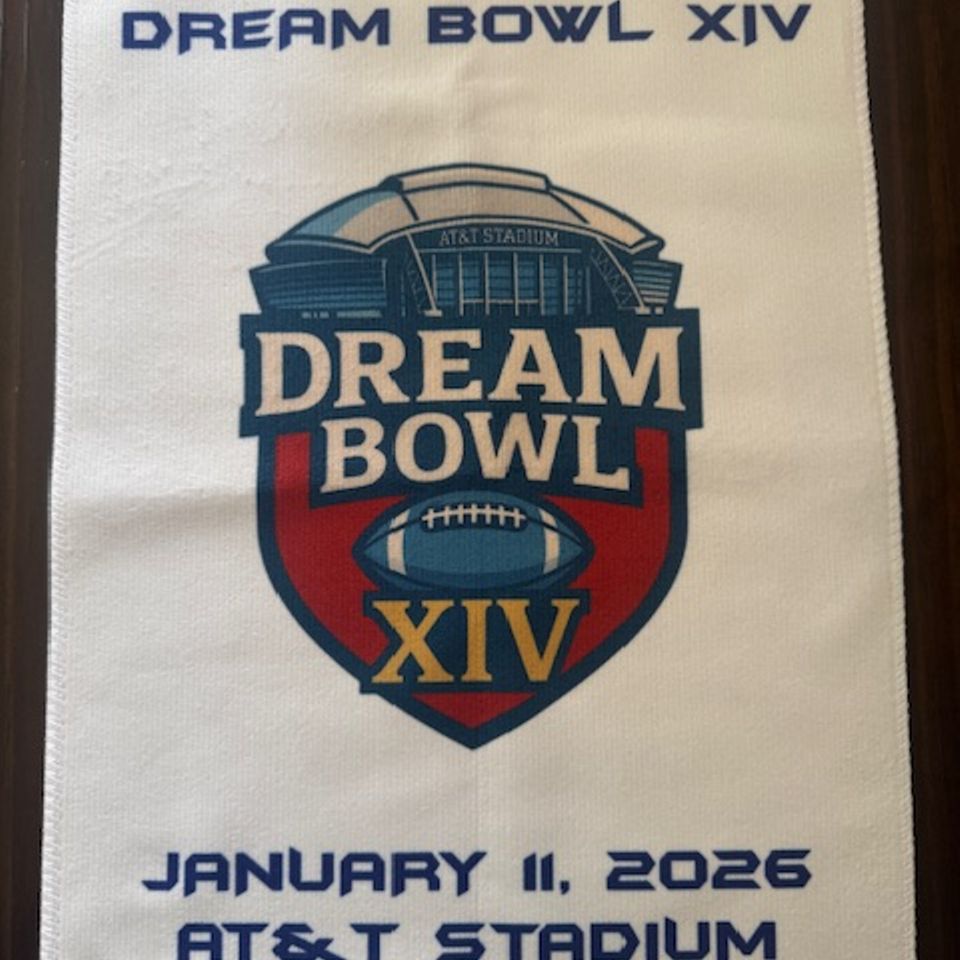 DREAM BOWL XIV
AT&T STADIUM
DREAM
BOWL
XIV
JANUARY 11, 2026
AT&T STADIUM